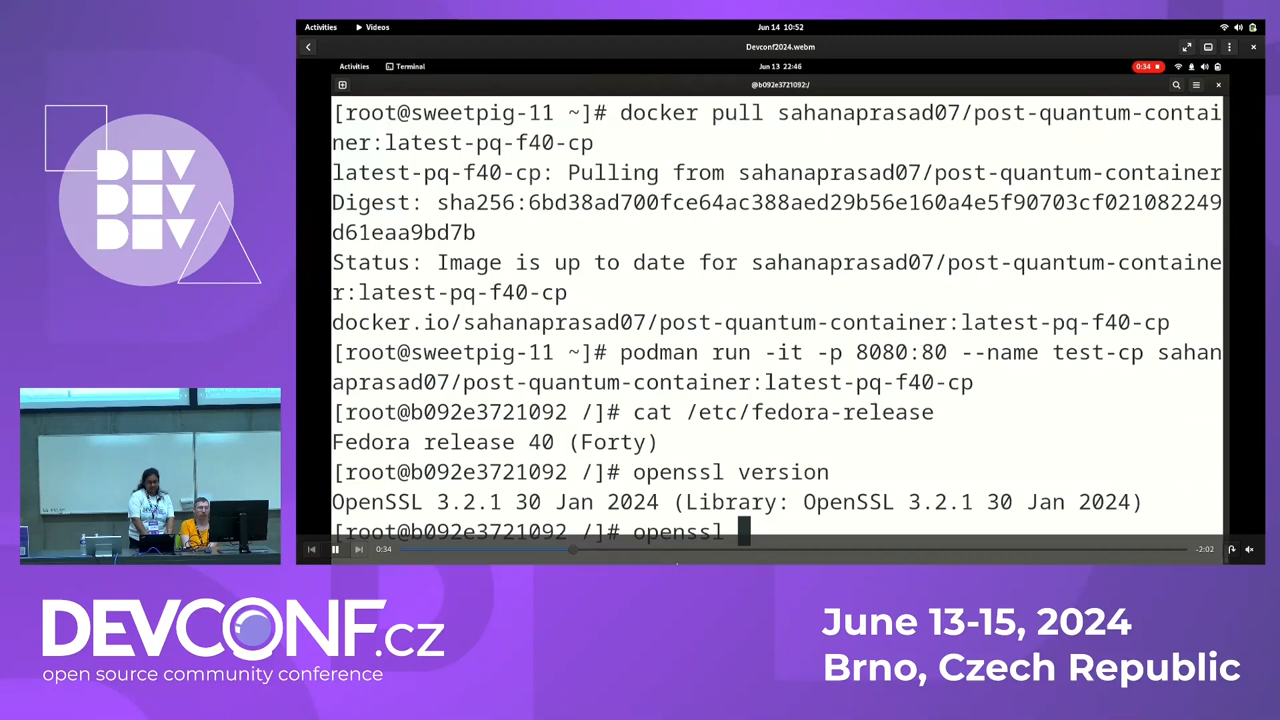 Activities
Videos
Jun 14 10:52
Devconf2024.webm
Activities
Terminal
Jun 13 22:46
0:34
@b092e3721092:/
[root@sweetpig-11 ~]# docker pull sahanaprasad07/post-quantum-contai
ner:latest-pq-f40-cp
latest-pq-f40-cp: Pulling from sahanaprasad07/post-quantum-container
Digest: sha256:6bd38ad700fce64ac388aed29b56e160a4e5f90703cf021082249
d61eaa9bd7b
Status: Image is up to date for sahanaprasad07/post-quantum-containe
r:latest-pq-f40-cp
docker.io/sahanaprasad07/post-quantum-container:latest-pq-f40-cp
[root@sweetpig-11 ~]# podman run -it -p 8080:80 --name test-cp sahan
aprasad07/post-quantum-container:latest-pq-f40-cp
[root@b092e3721092 /]# cat /etc/fedora-release
Fedora release 40 (Forty)
[root@b092e3721092 /]# openssl version
OpenSSL 3.2.1 30 Jan 2024 (Library: OpenSSL 3.2.1 30 Jan 2024)
[root@b092e3721092 /]# openssl
0:34
-2:02
DEV
DEV
DEV
DEVCONF.cz
open source community conference
June 13-15, 2024
Brno, Czech Republic